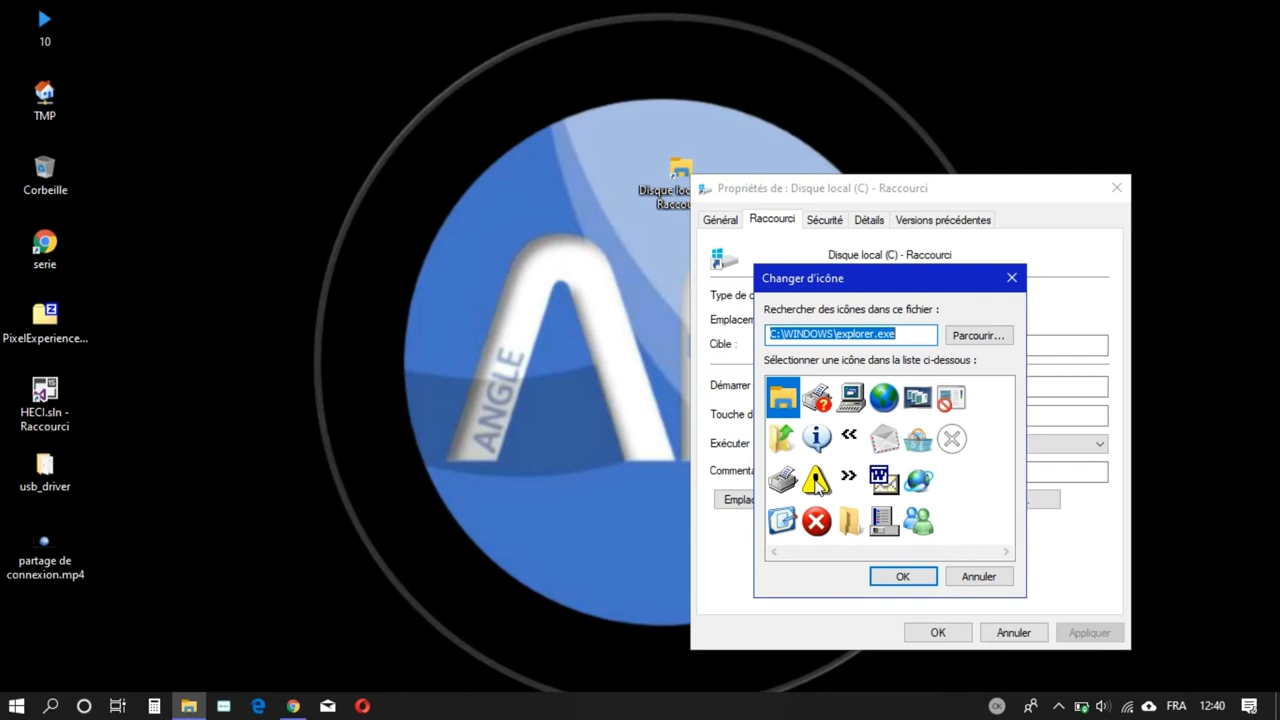 10
TMP
Corbeille
serie
PixelExperience...
HECI.sln -
Raccourci
usb_driver
partage de
connexion.mp4
ANGLE
Disque loc
Raccou
Propriétés de : Disque local (C) - Raccourci
Général
Raccourci
Sécurité
Détails
Versions précédentes
Disque local (C) - Raccourci
Type de c
Emplacem
Cible :
Démarrer
Touche d
Exécuter
Commenta
Emplac
Changer d'icône
Rechercher des icônes dans ce fichier :
C:\WINDOWS\explorer.exe
Parcourir...
Sélectionner une icône dans la liste ci-dessous :
OK
Annuler
OK
Annuler
Appliquer
FRA
12:40